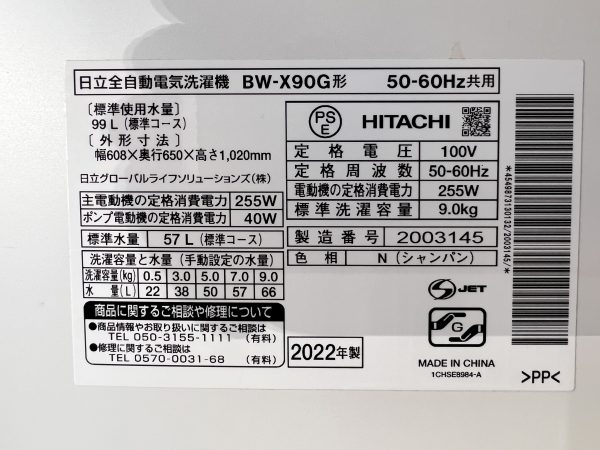 日立全自動電気洗濯機 BW-X90G形 50-60Hz共用
〔標準使用水量〕
99 L (標準コース)
〔外形寸法〕
幅608×奥行650×高さ1,020mm
日立グローバルライフソリューションズ(株)
主電動機の定格消費電力 255W
ポンプ電動機の定格消費電力 40W
標準水量 57 L (標準コース)
洗濯容量と水量 (手動設定の水量)
洗濯容量(kg) 0.5 3.0 5.0 7.0 9.0
水量(L) 22 38 50 57 66
商品に関するご相談や修理について
●商品情報やお取り扱いに関するご相談は
TEL 050-3155-1111 (有料)
●修理に関するご相談は
TEL 0570-0031-68 (有料)
PS
E
HITACHI
定格電圧 100V
定格周波数 50-60Hz
電動機の定格消費電力 255W
標準洗濯容量 9.0kg
製造番号 2003145
色相 N (シャンパン)
2022年製
S JET
G
MADE IN CHINA
1CHSE8984-A
*4549873130132/2003145/*
>PP<